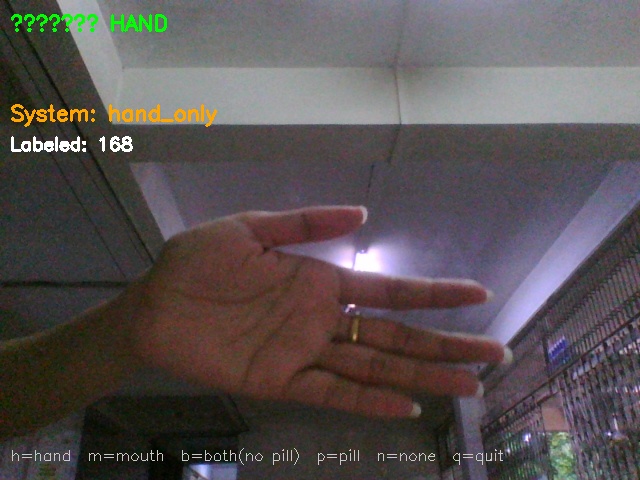 ??????? HAND
System: hand_only
Labeled: 168
h=hand m=mouth b=both(no pill) p=pill n=none q=quit